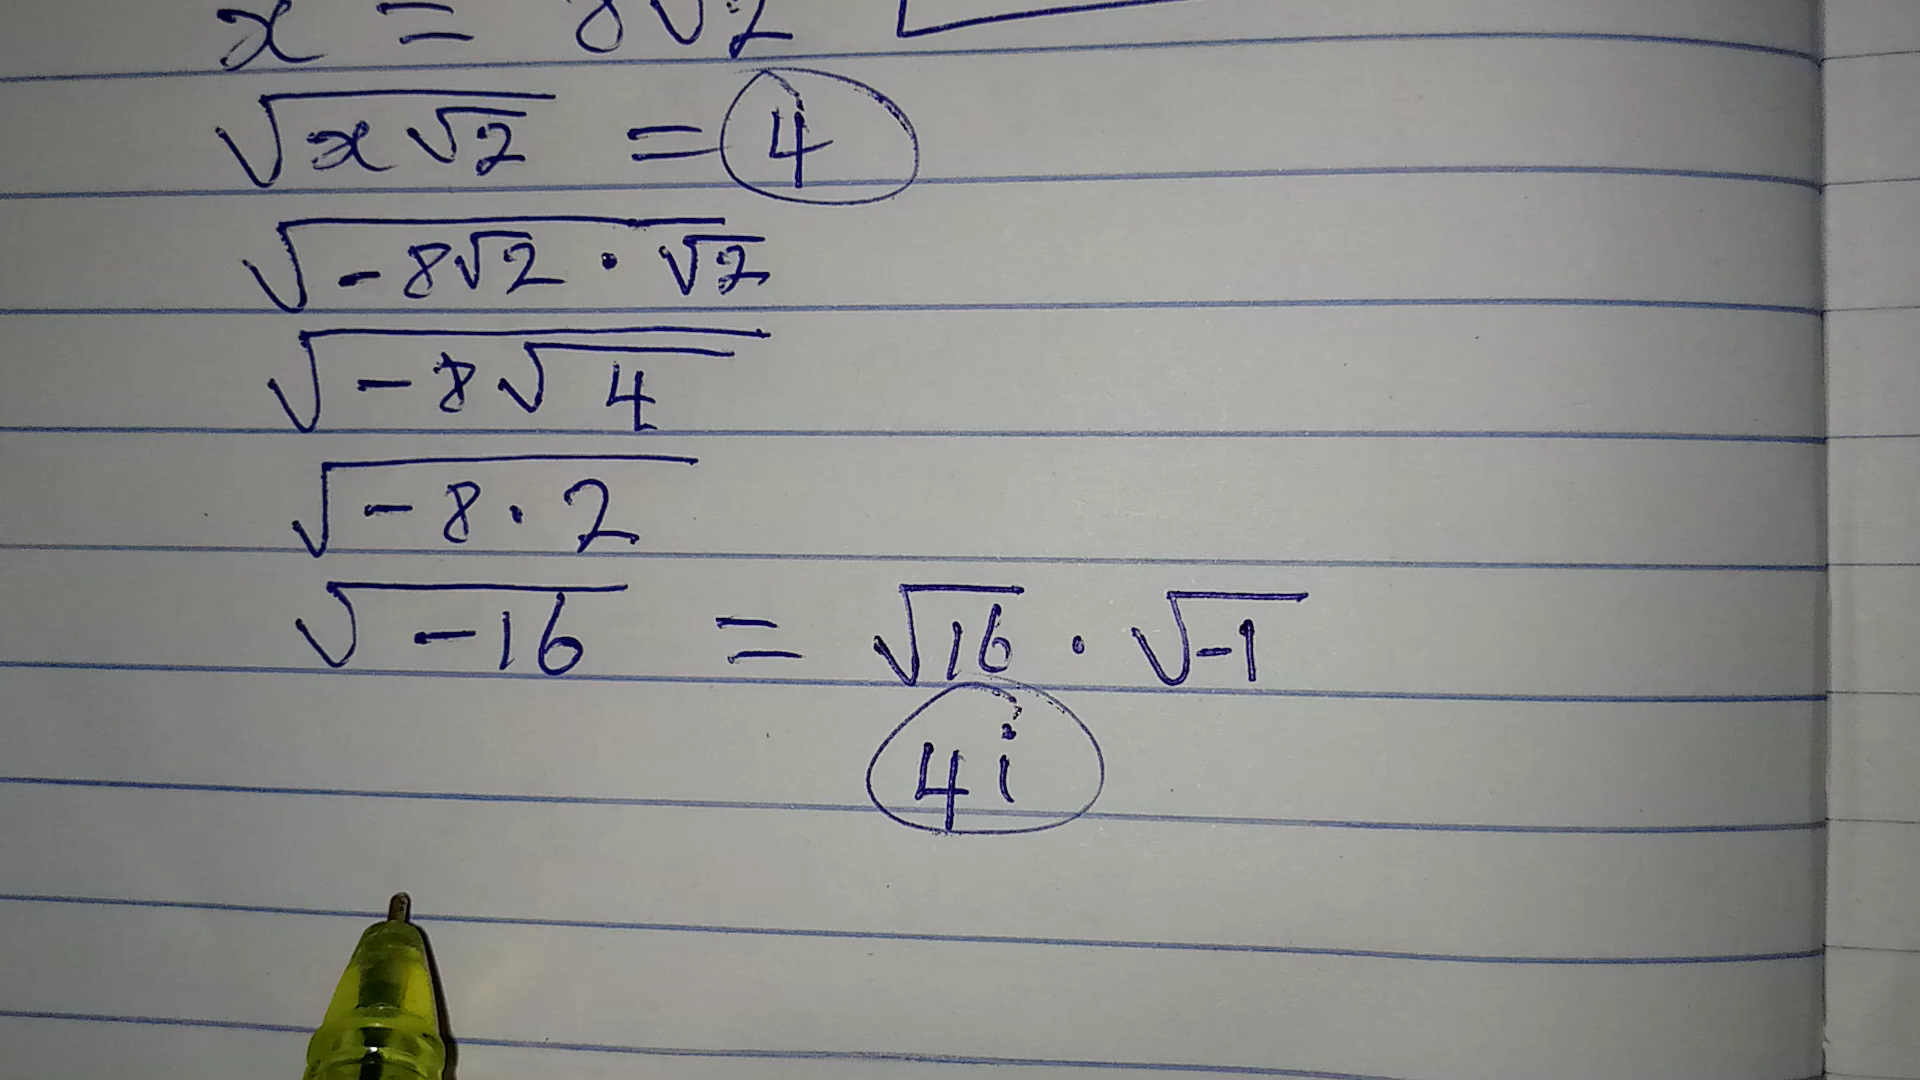 x = 8√2
√(x√2) = 4
√(-8√2 · √2)
√(-8√4)
√(-8 · 2)
√(-16) = √16 · √-1
4i